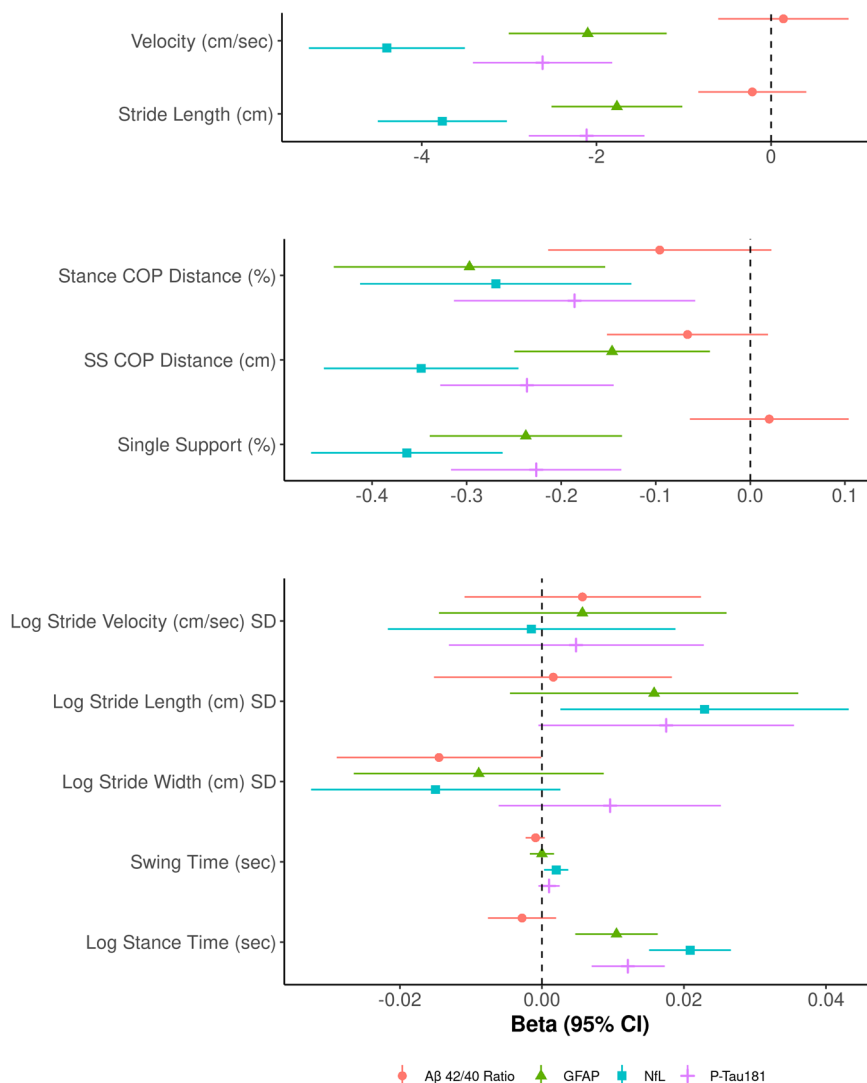 Velocity (cm/sec)
Stride Length (cm)
-4 -2 0
Stance COP Distance (%)
SS COP Distance (cm)
Single Support (%)
-0.4 -0.3 -0.2 -0.1 0.0 0.1
Log Stride Velocity (cm/sec) SD
Log Stride Length (cm) SD
Log Stride Width (cm) SD
Swing Time (sec)
Log Stance Time (sec)
-0.02 0.00 0.02 0.04
Beta (95% CI)
Aβ 42/40 Ratio GFAP NfL P-Tau181